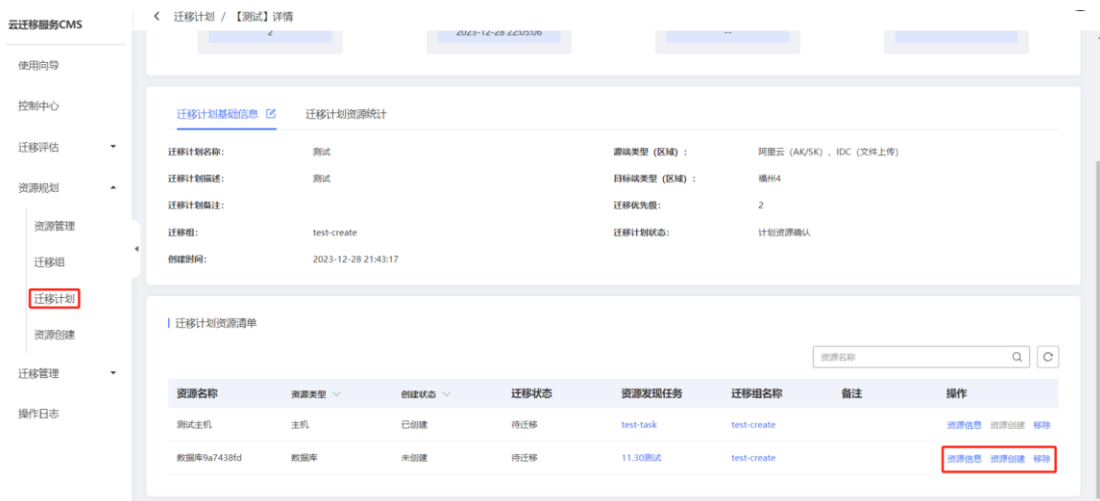 云迁移服务CMS
使用向导
控制中心
迁移评估
资源规划
资源管理
迁移组
迁移计划
资源创建
迁移管理
操作日志
迁移计划 / 【测试】详情
2 2023-12-28 22:05:06 --
迁移计划基础信息 迁移计划资源统计
迁移计划名称: 测试 源端类型（区域）: 阿里云（AK/SK）, IDC（文件上传）
迁移计划描述: 测试 目标端类型（区域）: 福州4
迁移计划备注: 迁移优先级: 2
迁移组: test-create 迁移计划状态: 计划资源确认
创建时间: 2023-12-28 21:43:17
迁移计划资源清单
资源名称
资源名称 资源类型 创建状态 迁移状态 资源发现任务 迁移组名称 备注 操作
测试主机 主机 已创建 待迁移 test-task test-create 资源信息 资源创建 移除
数据库9a7438fd 数据库 未创建 待迁移 11.30测试 test-create 资源信息 资源创建 移除